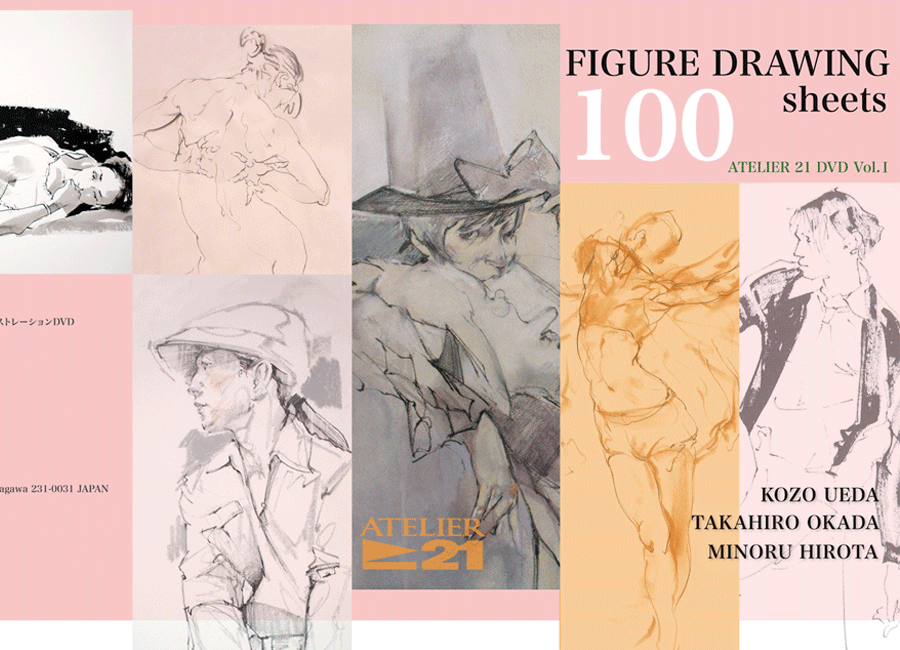 FIGURE DRAWING
100 sheets
ATELIER 21 DVD Vol.I
ストレーションDVD
agawa 231-0031 JAPAN
ATELIER
21
KOZO UEDA
TAKAHIRO OKADA
MINORU HIROTA